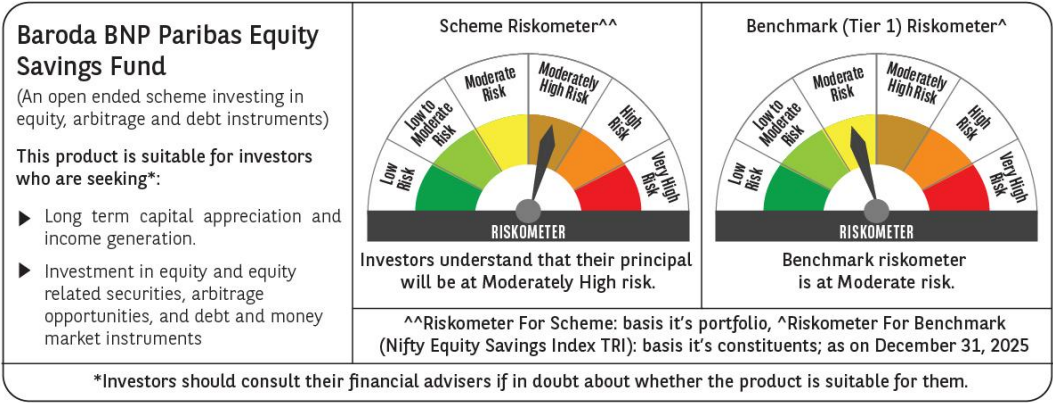 Baroda BNP Paribas Equity
Savings Fund
(An open ended scheme investing in
equity, arbitrage and debt instruments)
This product is suitable for investors
who are seeking*:
▶ Long term capital appreciation and
income generation.
▶ Investment in equity and equity
related securities, arbitrage
opportunities, and debt and money
market instruments
Scheme Riskometer^^
Low
Risk
Low to
Moderate
Risk
Moderate
Risk
Moderately
High Risk
High
Risk
Very High
Risk
RISKOMETER
Investors understand that their principal
will be at Moderately High risk.
Benchmark (Tier 1) Riskometer^
Low
Risk
Low to
Moderate
Risk
Moderate
Risk
Moderately
High Risk
High
Risk
Very High
Risk
RISKOMETER
Benchmark riskometer
is at Moderate risk.
^^Riskometer For Scheme: basis it's portfolio, ^Riskometer For Benchmark
(Nifty Equity Savings Index TRI): basis it's constituents; as on December 31, 2025
*Investors should consult their financial advisers if in doubt about whether the product is suitable for them.